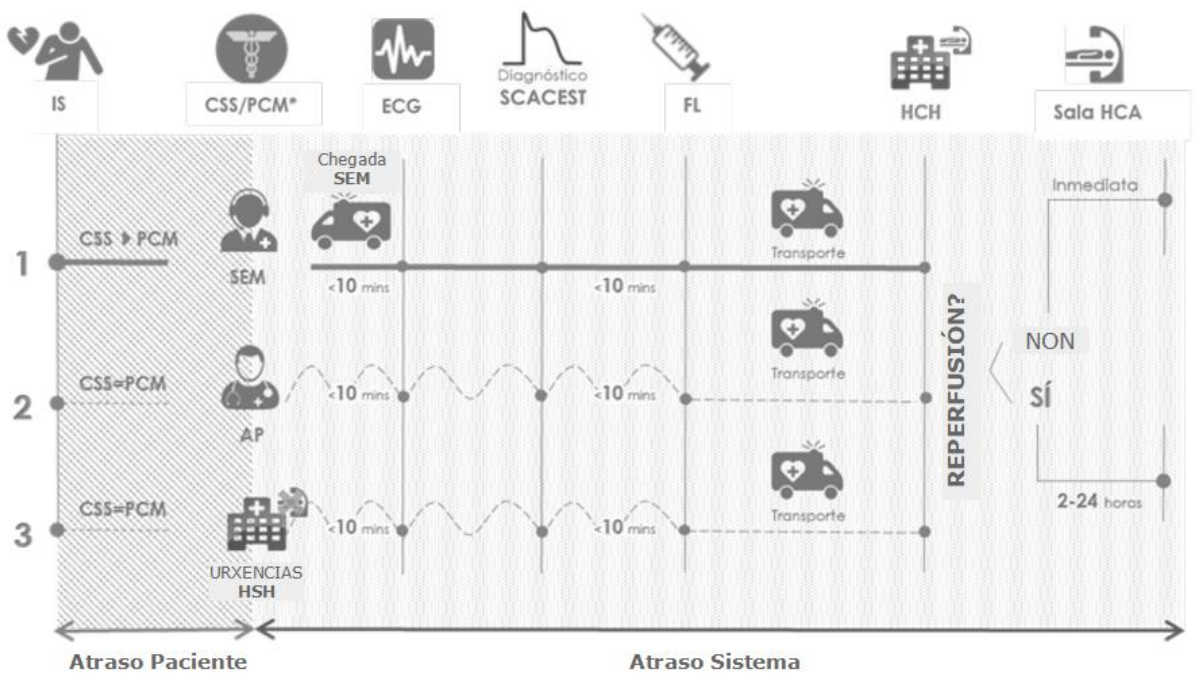 IS
CSS/PCM*
ECG
Diagnóstico
SCACEST
FL
HCH
Sala HCA
Chegada
SEM
Inmediata
1
CSS PCM
SEM
<10 mins
<10 mins
Transporte
REPERFUSIÓN?
NON
SÍ
2
CSS=PCM
AP
<10 mins
<10 mins
Transporte
3
CSS=PCM
URXENCIAS
HSH
<10 mins
<10 mins
Transporte
2-24 horas
Atraso Paciente
Atraso Sistema